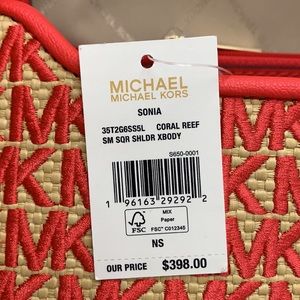 MICHAEL
MICHAEL KORS
SONIA
35T2G6SS5L CORAL REEF
SM SQR SHLDR XBODY
S650-0001
1 96163 29292 2
FSC
MIX
Paper
FSC® C012345
NS
OUR PRICE $398.00